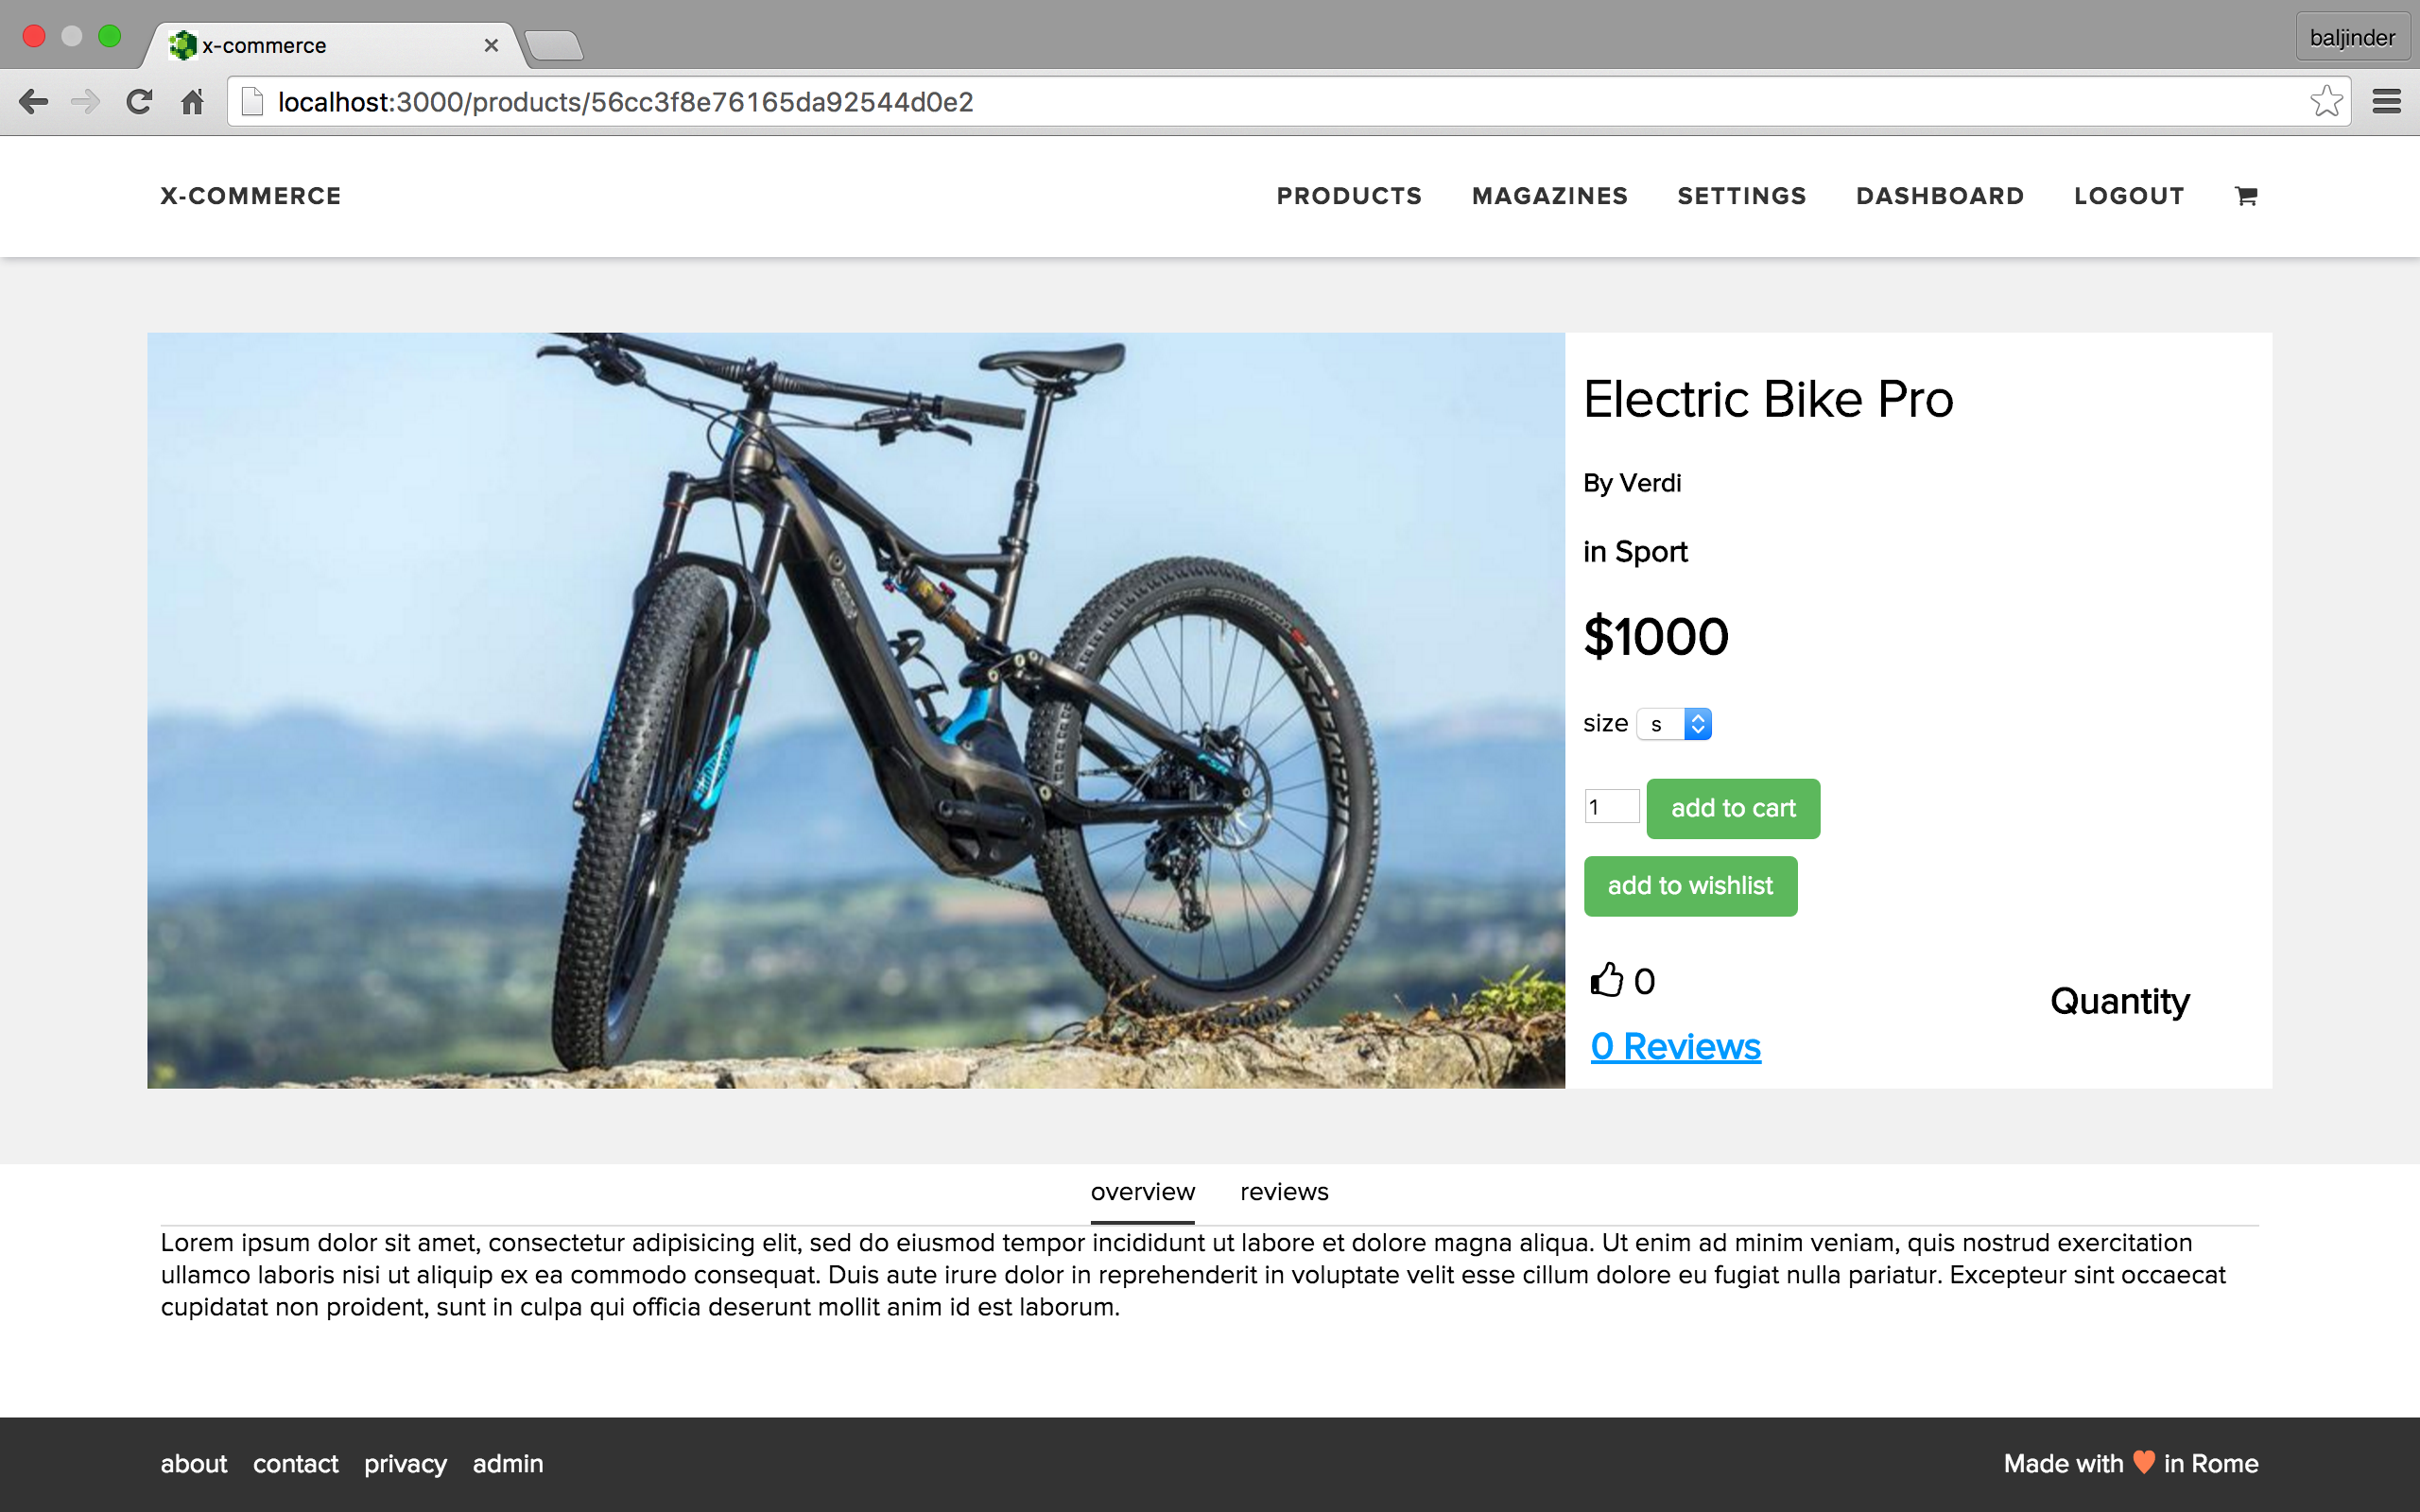 x-commerce
baljinder
localhost:3000/products/56cc3f8e76165da92544d0e2
X-COMMERCE
PRODUCTS MAGAZINES SETTINGS DASHBOARD LOGOUT
Electric Bike Pro
By Verdi
in Sport
$1000
size s
1 add to cart
add to wishlist
0
Quantity
0 Reviews
FSR
overview reviews
Lorem ipsum dolor sit amet, consectetur adipisicing elit, sed do eiusmod tempor incididunt ut labore et dolore magna aliqua. Ut enim ad minim veniam, quis nostrud exercitation
ullamco laboris nisi ut aliquip ex ea commodo consequat. Duis aute irure dolor in reprehenderit in voluptate velit esse cillum dolore eu fugiat nulla pariatur. Excepteur sint occaecat
cupidatat non proident, sunt in culpa qui officia deserunt mollit anim id est laborum.
about contact privacy admin
Made with ♥ in Rome